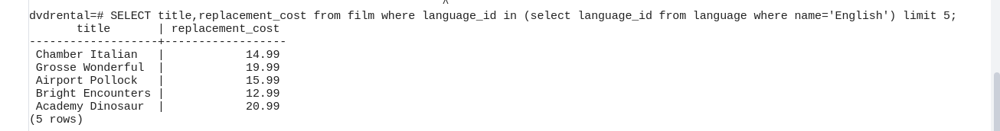 ^
dvdrental=# SELECT title,replacement_cost from film where language_id in (select language_id from language where name='English') limit 5;
       title       | replacement_cost
-------------------+------------------
 Chamber Italian   |            14.99
 Grosse Wonderful  |            19.99
 Airport Pollock   |            15.99
 Bright Encounters |            12.99
 Academy Dinosaur  |            20.99
(5 rows)